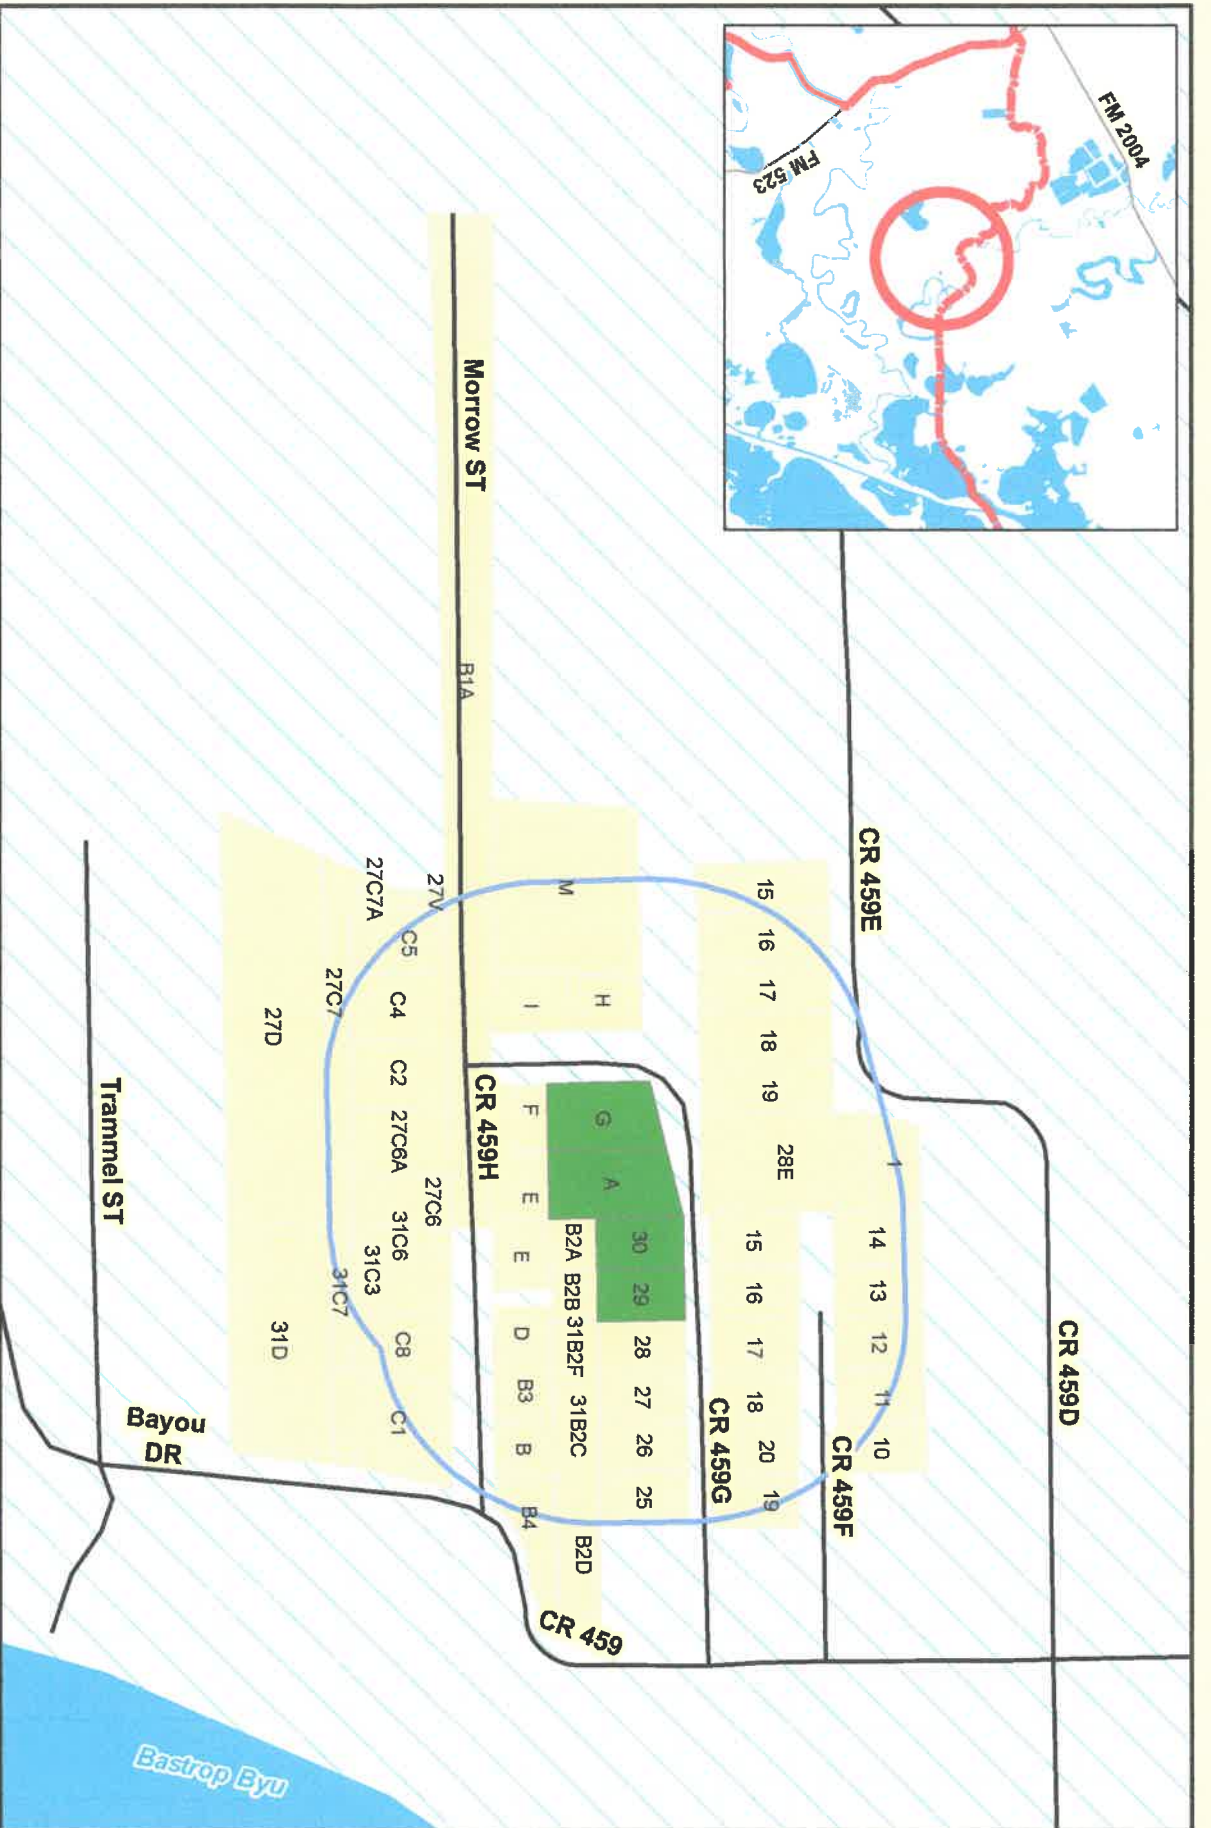 FM 2004
FM 523
CR 459E
CR 459D
Morrow ST
B1A
15
16
17
18
19
28E
1
14
13
12
11
10
15
16
17
18
20
19
CR 459F
CR 459G
M
H
I
G
A
30
29
28
27
26
25
B2A
B2B
31B2F
31B2C
B2D
F
E
E
D
B3
B
B4
CR 459H
CR 459
27V
27C7A
C5
27C7
C4
C2
27C6A
27C6
31C6
31C3
31C7
C8
C1
27D
31D
Trammel ST
Bayou
DR
Bastrop Byu